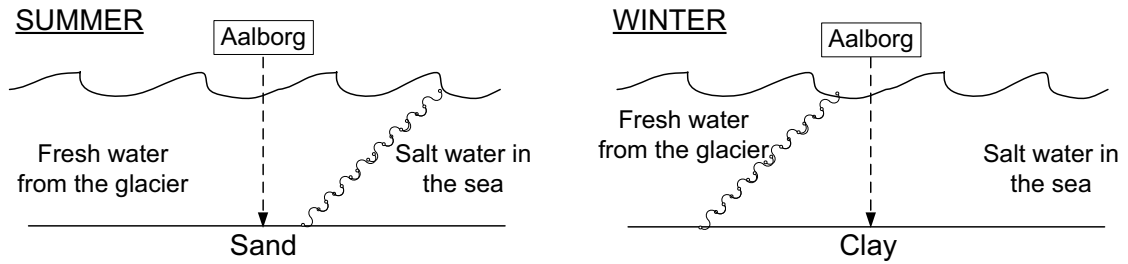 SUMMER
Aalborg
Fresh water
from the glacier
Salt water in
the sea
Sand
WINTER
Aalborg
Fresh water
from the glacier
Salt water in
the sea
Clay